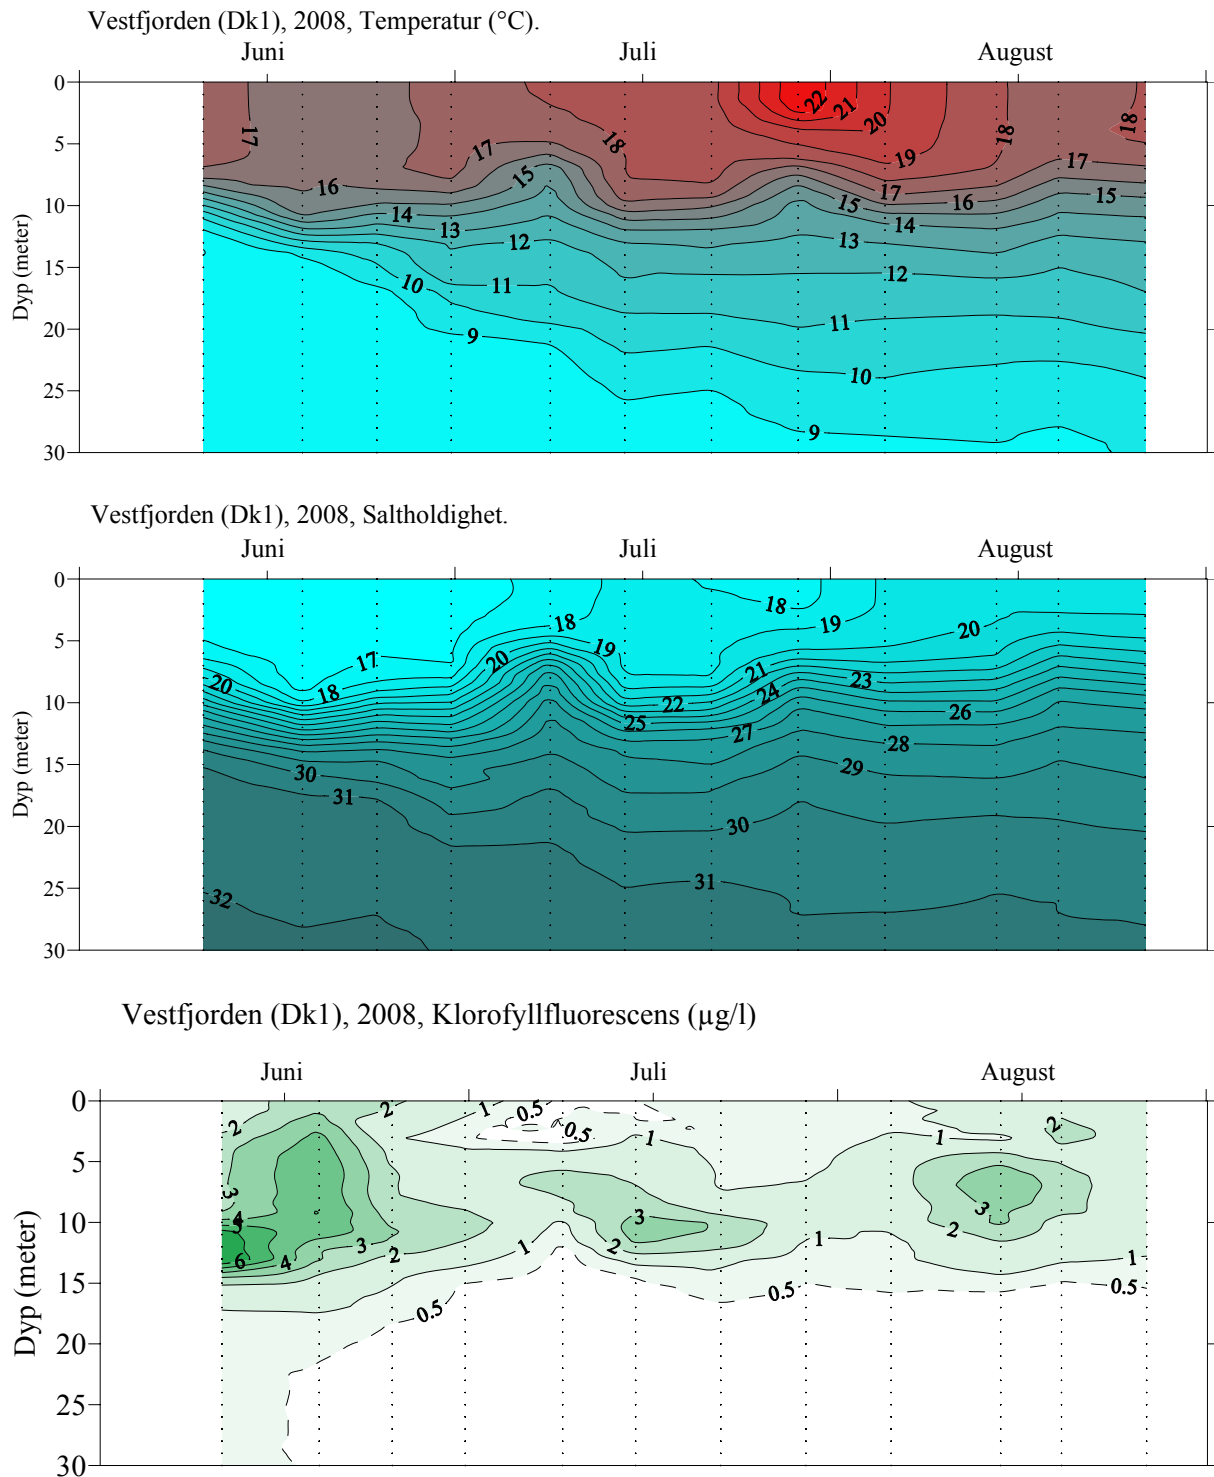 Vestfjorden (Dk1), 2008, Temperatur (°C).
Juni Juli August
0
5
10
15
20
25
30
Dyp (meter)
17 16 17 15 14 13 12 11 10 9 18 22 21 20 19 17 16 15 14 13 12 11 10 9 18 17 15 18
Vestfjorden (Dk1), 2008, Saltholdighet.
Juni Juli August
0
5
10
15
20
25
30
Dyp (meter)
20 17 18 30 31 32 20 18 19 22 25 21 24 27 30 31 18 19 23 28 29 20 26
Vestfjorden (Dk1), 2008, Klorofyllfluorescens (µg/l)
Juni Juli August
0
5
10
15
20
25
30
Dyp (meter)
2 3 4 5 6 4 3 2 2 1 0.5 0.5 1 0.5 1 3 2 0.5 1 1 2 3 2 1 0.5